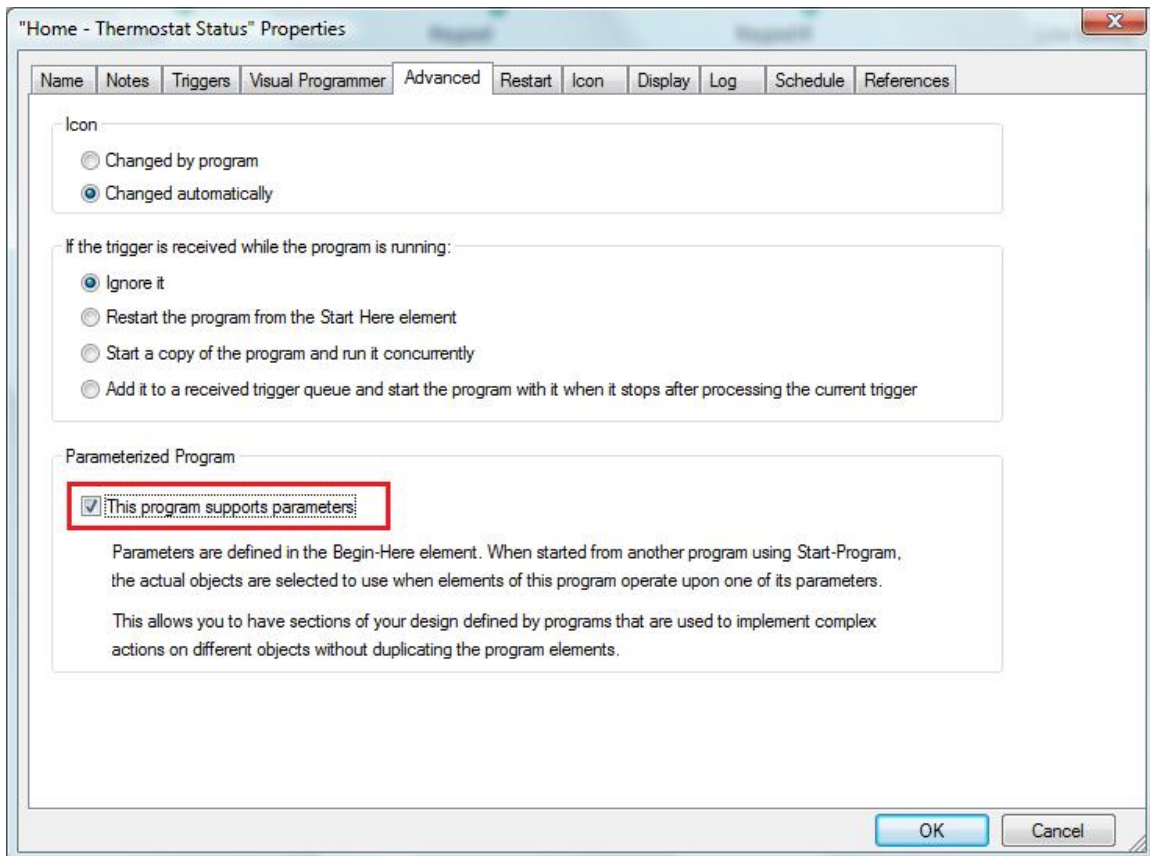 "Home - Thermostat Status" Properties
Name Notes Triggers Visual Programmer Advanced Restart Icon Display Log Schedule References
Icon
Changed by program
Changed automatically
If the trigger is received while the program is running:
Ignore it
Restart the program from the Start Here element
Start a copy of the program and run it concurrently
Add it to a received trigger queue and start the program with it when it stops after processing the current trigger
Parameterized Program
This program supports parameters
Parameters are defined in the Begin-Here element. When started from another program using Start-Program,
the actual objects are selected to use when elements of this program operate upon one of its parameters.
This allows you to have sections of your design defined by programs that are used to implement complex
actions on different objects without duplicating the program elements.
OK Cancel